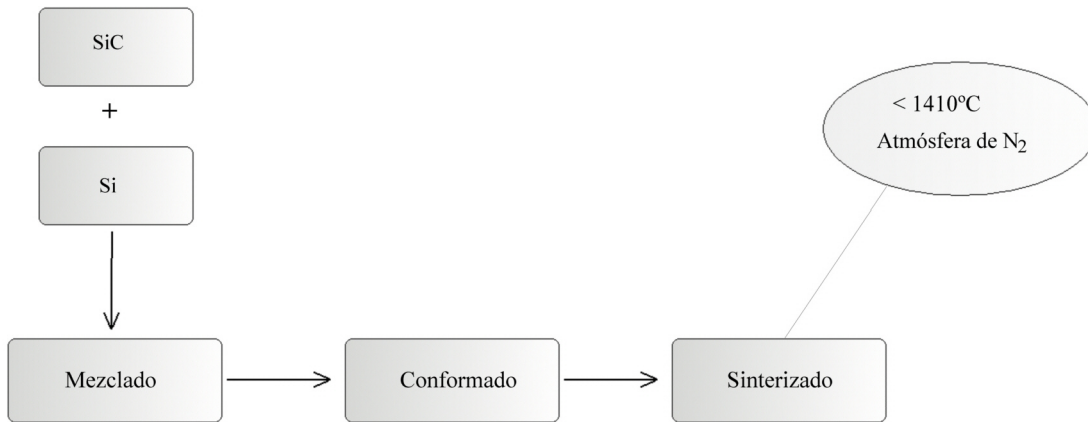 SiC
+
Si
< 1410ºC
Atmósfera de N₂
Mezclado
Conformado
Sinterizado